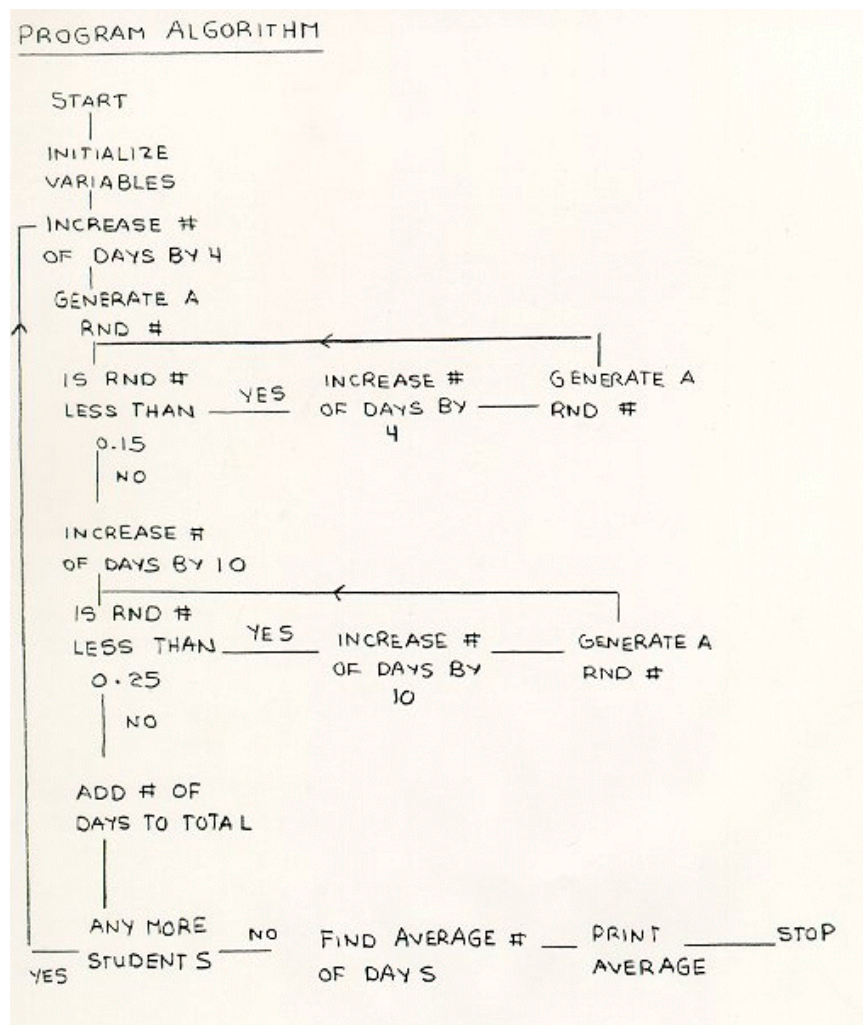 PROGRAM ALGORITHM
START
INITIALIZE
VARIABLES
INCREASE #
OF DAYS BY 4
GENERATE A
RND #
IS RND #
LESS THAN
0.15
YES
INCREASE #
OF DAYS BY
4
GENERATE A
RND #
NO
INCREASE #
OF DAYS BY 10
IS RND #
LESS THAN
0.25
YES
INCREASE #
OF DAYS BY
10
GENERATE A
RND #
NO
ADD # OF
DAYS TO TOTAL
ANY MORE
STUDENTS
YES
NO
FIND AVERAGE #
OF DAYS
PRINT
AVERAGE
STOP